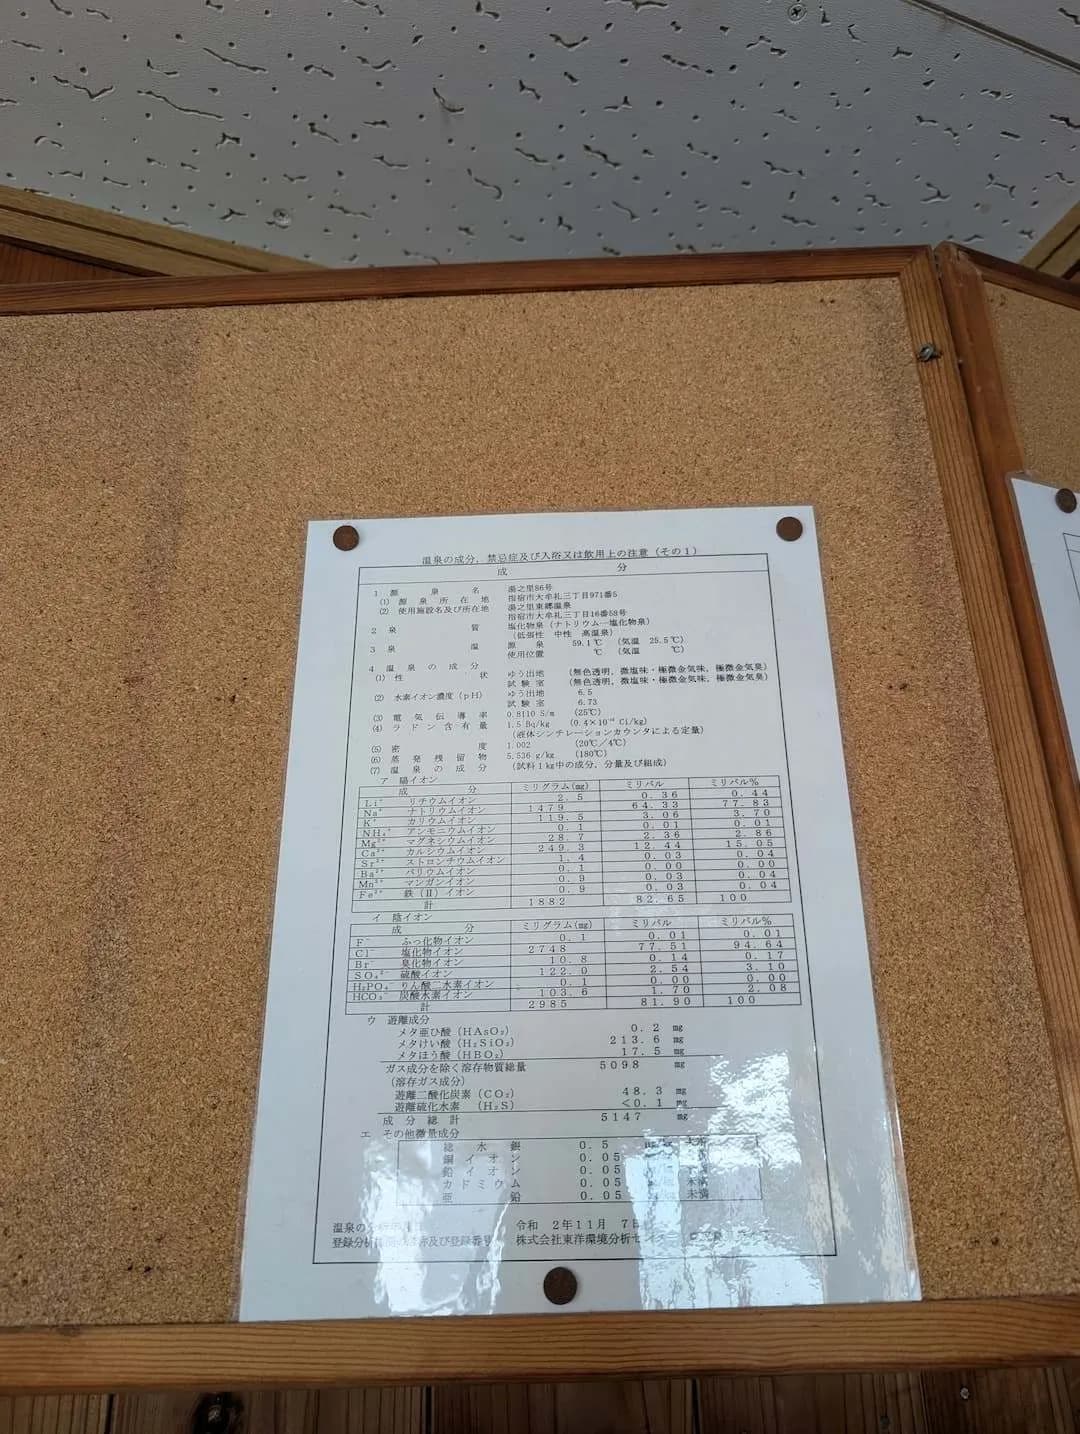 温泉の成分, 禁忌症及び入浴又は飲用上の注意 (その1)
成 分
1 源泉名 湯之里86号
(1) 源泉所在地 指宿市大牟礼三丁目971番5
(2) 使用施設名及び所在地 湯之里東郷温泉
指宿市大牟礼三丁目16番58号
2 泉質 塩化物泉 (ナトリウム―塩化物泉)
(低張性 中性 高温泉)
3 泉温 源泉 59.1℃ (気温 25.5℃)
使用位置 ℃ (気温 ℃)
4 温泉の成分
(1) 性状 ゆう出地 (無色透明, 微塩味・極微金気味, 極微金気臭)
試験室 (無色透明, 微塩味・極微金気味, 極微金気臭)
(2) 水素イオン濃度 (pH) ゆう出地 6.5
試験室 6.73
(3) 電気伝導率 0.8110 S/m (25℃)
(4) ラドン含有量 1.5 Bq/kg Ci/kg)
(液体シンチレーションカウンタによる定量)
(5) 密度 1.002 (20℃/4℃)
(6) 蒸発残留物 5.536 g/kg (180℃)
(7) 温泉の成分 (試料1kg中の成分, 分量及び組成)
ア 陽イオン
成分 ミリグラム(mg) ミリバル ミリバル%
Li⁺ リチウムイオン 2.5 0.36 0.44
Na⁺ ナトリウムイオン 1479 64.33 77.83
K⁺ カリウムイオン 119.5 3.06 3.70
NH₄⁺ アンモニウムイオン 0.1 0.01 0.01
Mg²⁺ マグネシウムイオン 28.7 2.36 2.86
Ca²⁺ カルシウムイオン 249.3 12.44 15.05
Sr²⁺ ストロンチウムイオン 1.4 0.03 0.04
Ba²⁺ バリウムイオン 0.1 0.00 0.00
Mn²⁺ マンガンイオン 0.9 0.03 0.04
Fe²⁺ 鉄(Ⅱ)イオン 0.9 0.03 0.04
計 1882 82.65 100
イ 陰イオン
成分 ミリグラム(mg) ミリバル ミリバル%
F⁻ ふっ化物イオン 0.1 0.01 0.01
Cl⁻ 塩化物イオン 2748 77.51 94.64
Br⁻ 臭化物イオン 10.8 0.14 0.17
SO₄²⁻ 硫酸イオン 122.0 2.54 3.10
H₂PO₄⁻ りん酸二水素イオン 0.1 0.00 0.00
HCO₃⁻ 炭酸水素イオン 103.6 1.70 2.08
計 2985 81.90 100
ウ 遊離成分
メタ亜ひ酸 (HAsO₂) 0.2 mg
メタけい酸 (H₂SiO₃) 213.6 mg
メタほう酸 (HBO₂) 17.5 mg
ガス成分を除く溶存物質総量 5098 mg
(溶存ガス成分)
遊離二酸化炭素 (CO₂) 48.3 mg
遊離硫化水素 (H₂S) <0.1 mg
成分総計 5147 mg
エ その他微量成分
総水銀 0.5 未満
銅イオン 0.05
鉛イオン 0.05
カドミウム 0.05 未満
亜鉛 0.05 未満
温泉の 令和 2年11月 7日
登録分析 及び登録番号 株式会社東洋環境分析センター